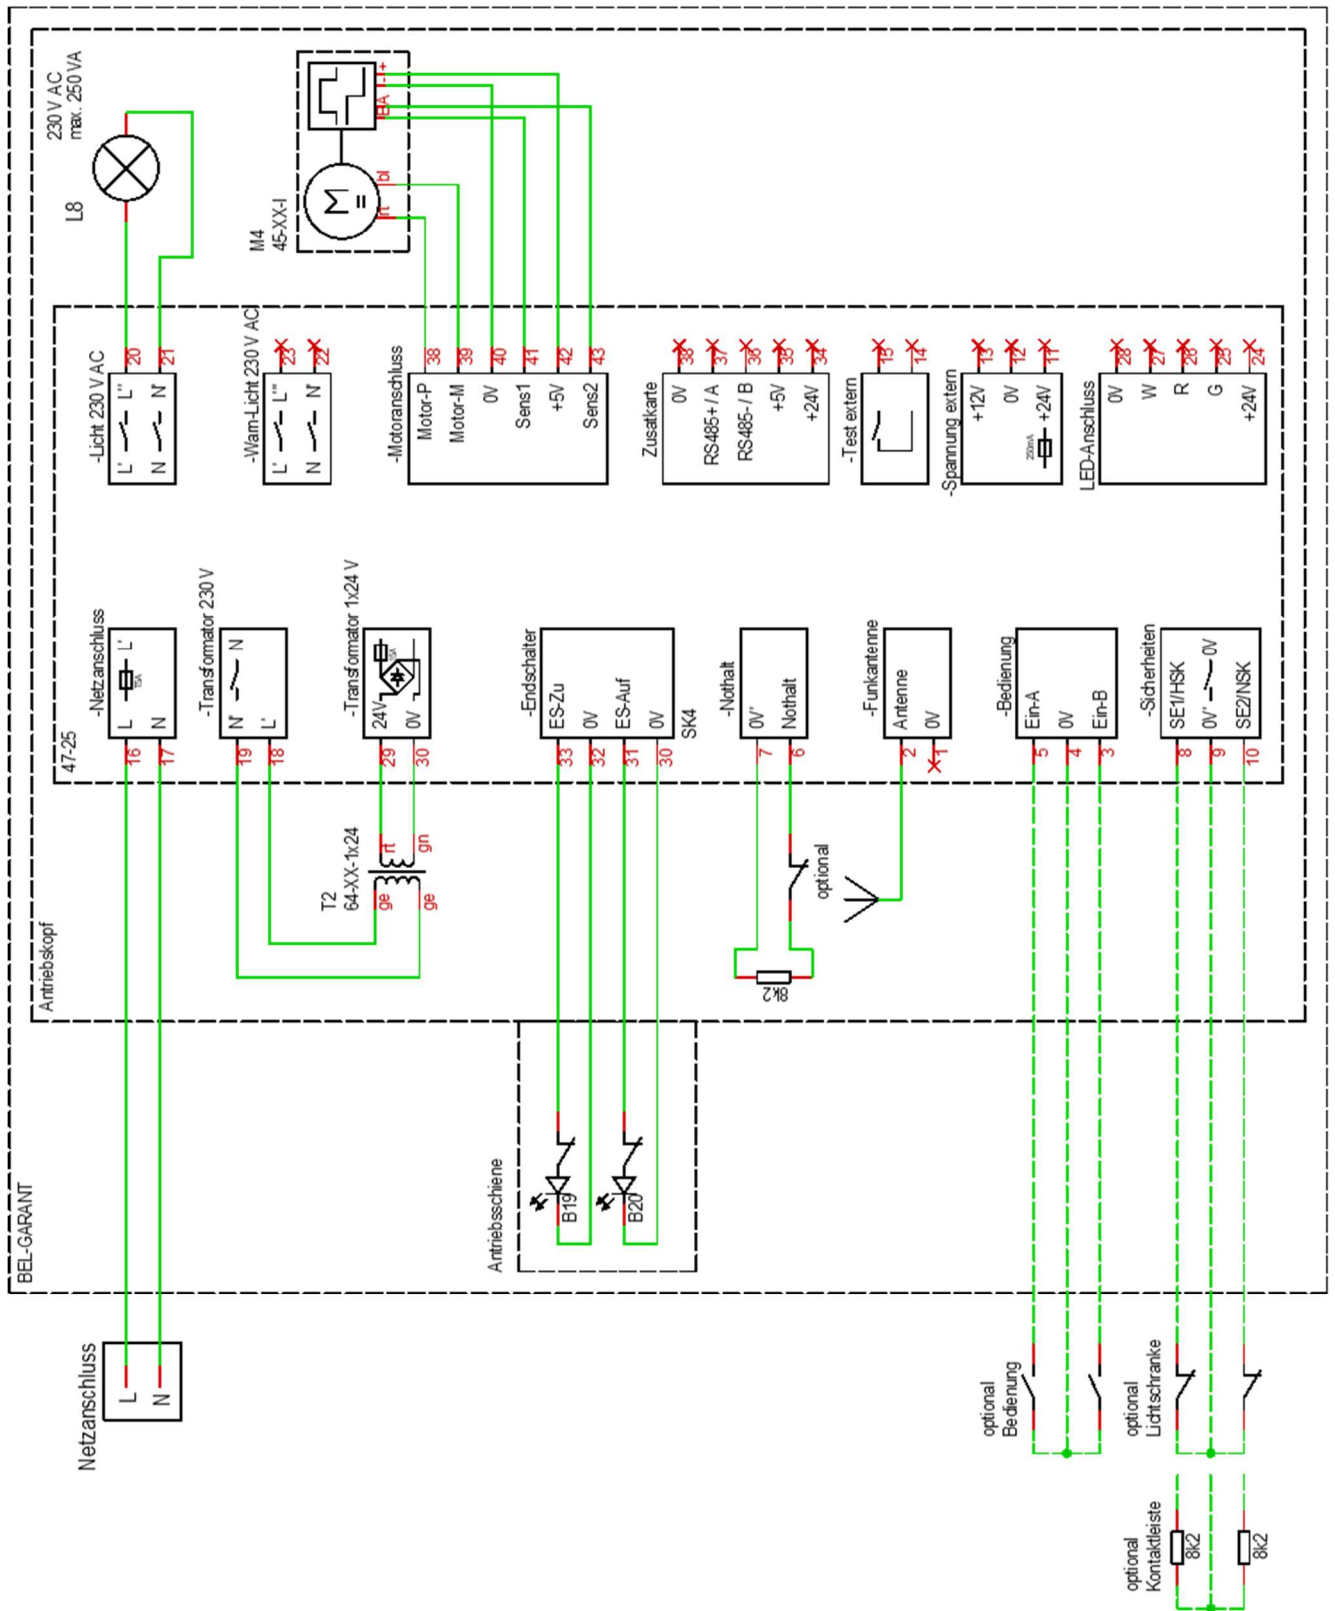 BEL-GARANT
Antriebskopf
47-25
Netzanschluss
L
N
-Netzanschluss
16
17
L
L'
N
-Transformator 230 V
19
18
N'
N
L'
T2
64-XX-1x24
ge
ge
rt
gn
-Transformator 1x24 V
29
30
24V
0V
Antriebsschiene
B19
B20
-Endschalter
33
32
31
30
ES-Zu
0V
ES-Auf
0V
SK4
-Nothalt
7
6
0V'
Nothalt
8k2
optional
-Funkantenne
2
1
Antenne
0V
-Bedienung
5
4
3
Ein-A
0V
Ein-B
optional
Bedienung
-Sicherheiten
8
9
10
SE1/HSK
0V'
0V
SE2/NSK
optional
Lichtschranke
optional
Kontaktleiste
8k2
8k2
-Licht 230 V AC
L'
L''
N
N'
20
21
L8
230 V AC
max. 250 VA
-Warn-Licht 230 V AC
L'
L'''
N
N'
23
22
-Motoranschluss
Motor-P
Motor-M
0V
Sens1
+5V
Sens2
38
39
40
41
42
43
M4
45-XX-I
M
=
rt
bl
B
A
-
+
Zusatkarte
0V
RS485+ / A
RS485- / B
+5V
+24V
38
37
36
35
34
-Test extern
15
14
-Spannung extern
+12V
0V
250mA
+24V
13
12
11
LED-Anschluss
0V
W
R
G
+24V
28
27
26
25
24